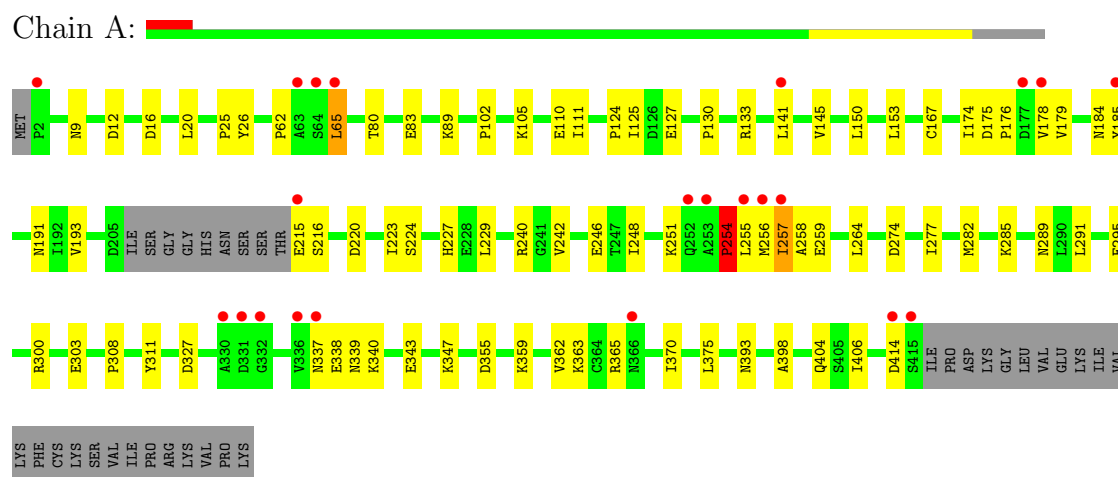 Chain A:
MET P2 M9 D12 D16 L20 P25 Y26 P62 A63 S64 L65 T80 E83 K89 P102 K105 E110 I111 P124 I125 D126 E127 P130 R133 L141 V145 L150 L153 C167 I174 D175 P176 D177 V178 V179 N184 Y185
N191 I192 V193 D205 ILE SER GLY GLY HIS ASN SER SER THR E215 S216 D220 I223 S224 H227 E228 L229 R240 G241 V242 E246 T247 I248 K251 Q252 A253 P254 L255 M256 I257 A258 E259 L264 D274 I277 M282 K285 N289 L290 L291
R300 E303 P308 Y311 D327 A330 D331 G332 V336 N337 E338 N339 K340 E343 K347 D355 K359 V362 K363 C364 R365 N366 I370 L375 N393 A398 Q404 S405 I406 D414 S415 ILE PRO ASP LYS GLY LEU VAL GLU LYS ILE VAL
LYS PHE CYS LYS SER VAL ILE PRO ARG LYS VAL PRO LYS